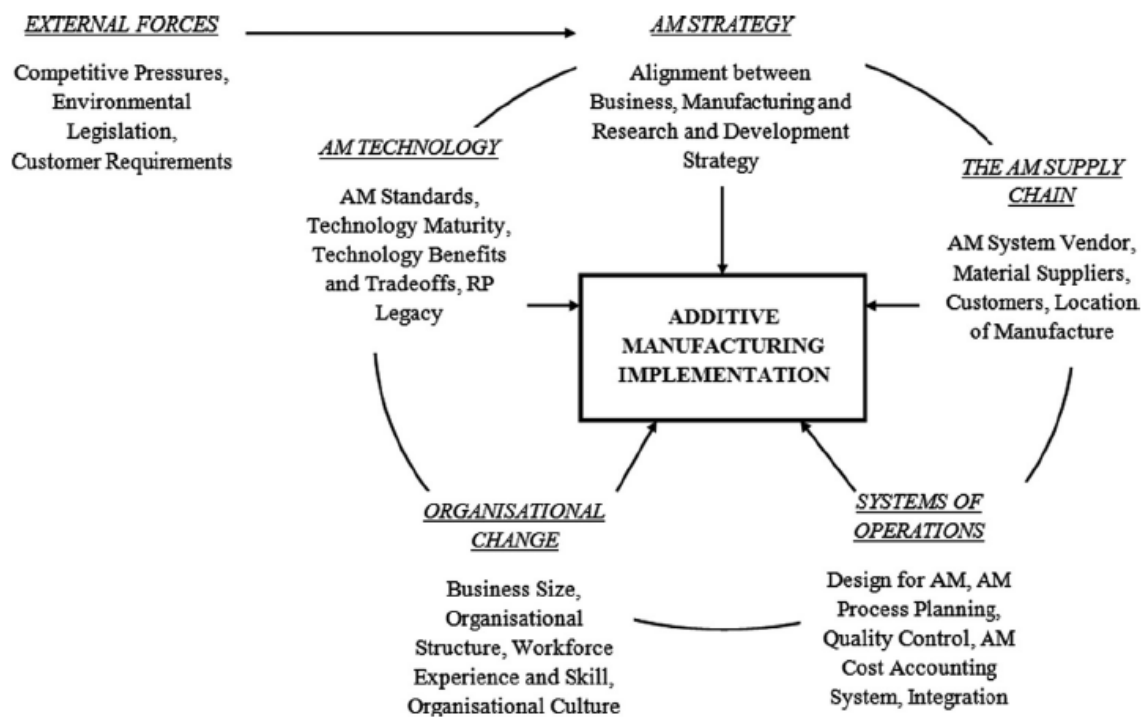 EXTERNAL FORCES
Competitive Pressures,
Environmental
Legislation,
Customer Requirements
AM STRATEGY
Alignment between
Business, Manufacturing and
Research and Development
Strategy
AM TECHNOLOGY
AM Standards,
Technology Maturity,
Technology Benefits
and Tradeoffs, RP
Legacy
THE AM SUPPLY
CHAIN
AM System Vendor,
Material Suppliers,
Customers, Location
of Manufacture
ADDITIVE
MANUFACTURING
IMPLEMENTATION
ORGANISATIONAL
CHANGE
Business Size,
Organisational
Structure, Workforce
Experience and Skill,
Organisational Culture
SYSTEMS OF
OPERATIONS
Design for AM, AM
Process Planning,
Quality Control, AM
Cost Accounting
System, Integration